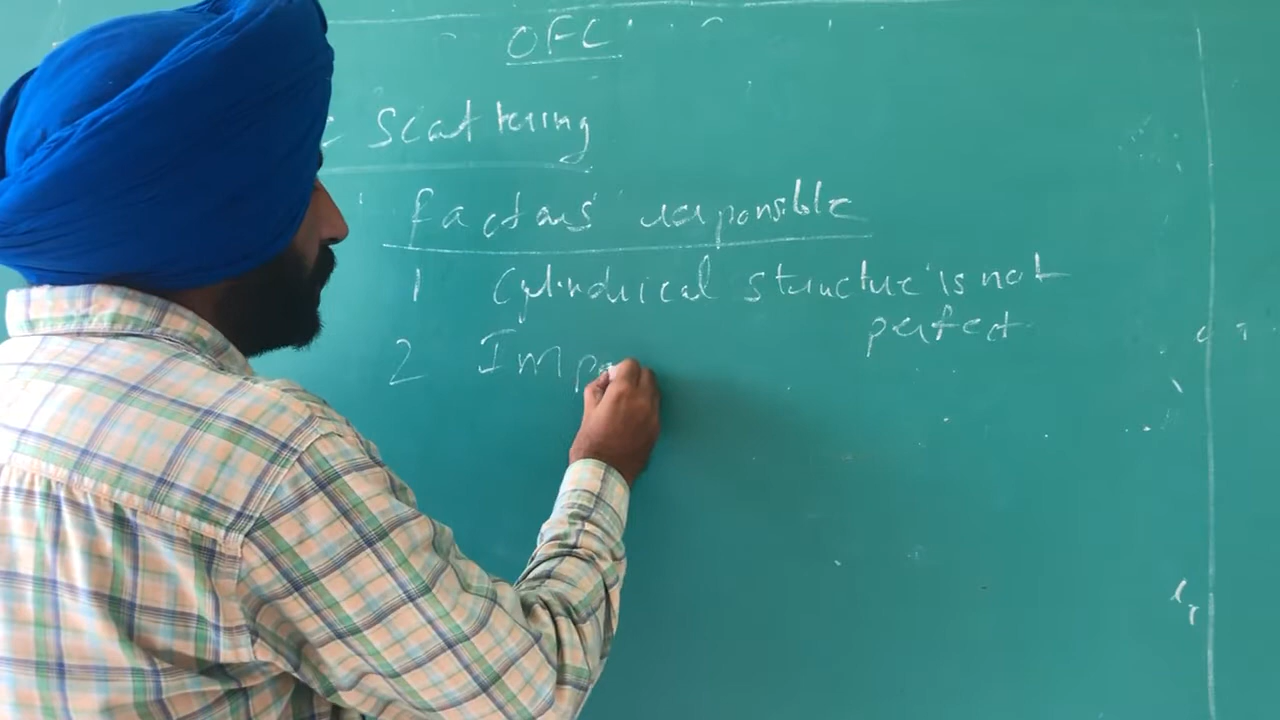 OFC
Scattering
Factors responsible
1 Cylindrical structure is not
perfect
2 Imp